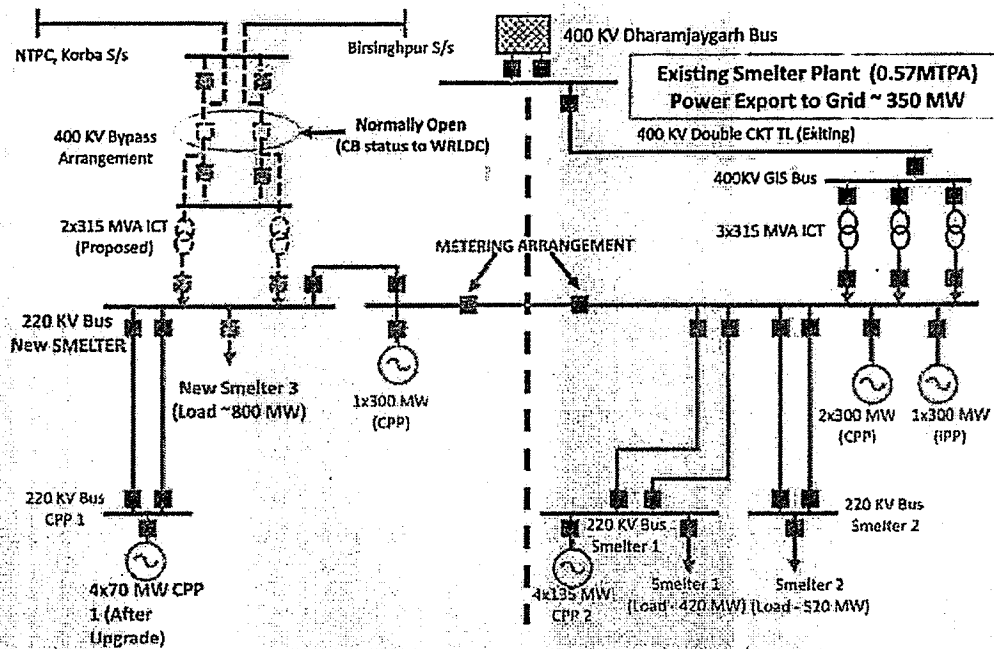 NTPC, Korba S/s
Birsinghpur S/s
400 KV Dharamjaygarh Bus
Existing Smelter Plant (0.57MTPA)
Power Export to Grid ~ 350 MW
400 KV Bypass
Arrangement
Normally Open
(CB status to WRLDC)
400 KV Double CKT TL (Exiting)
400KV GIS Bus
2x315 MVA ICT
(Proposed)
3x315 MVA ICT
METERING ARRANGEMENT
220 KV Bus
New SMELTER
New Smelter 3
(Load ~800 MW)
1x300 MW
(CPP)
2x300 MW
(CPP)
1x300 MW
(IPP)
220 KV Bus
CPP 1
220 KV Bus
Smelter 1
220 KV Bus
Smelter 2
4x70 MW CPP
1 (After
Upgrade)
4x135 MW
CPP 2
Smelter 1
(Load - 420 MW)
Smelter 2
(Load - 520 MW)